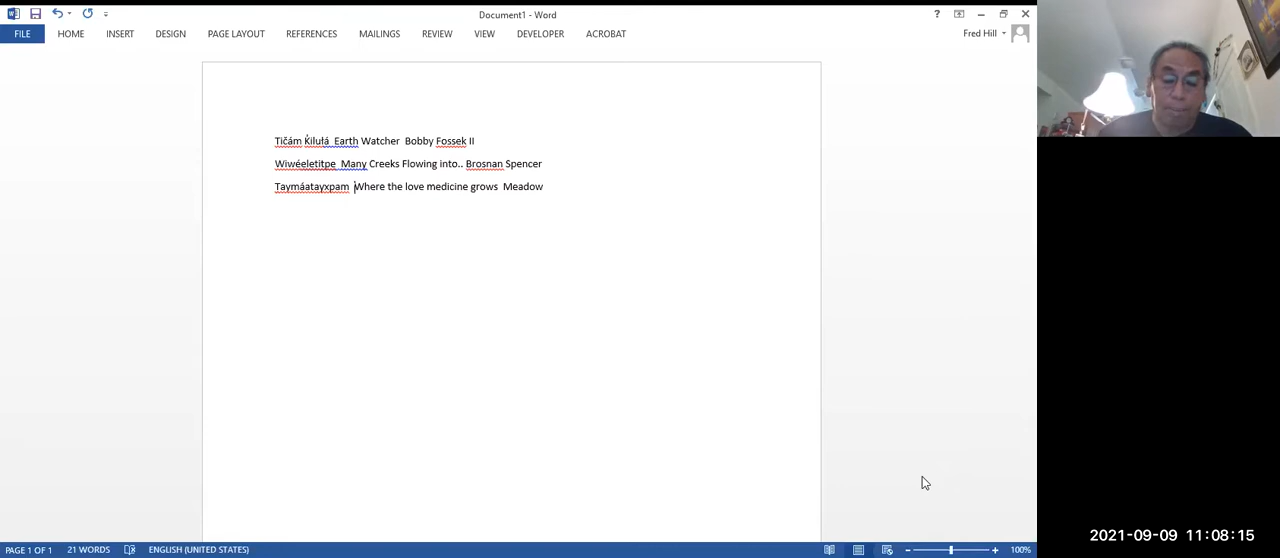 Document1 - Word
FILE HOME INSERT DESIGN PAGE LAYOUT REFERENCES MAILINGS REVIEW VIEW DEVELOPER ACROBAT Fred Hill
Tičám K̓iłułá Earth Watcher Bobby Fossek II
Wiwéeletitpe Many Creeks Flowing into.. Brosnan Spencer
Taymáatayxpam Where the love medicine grows Meadow
2021-09-09 11:08:15
PAGE 1 OF 1 21 WORDS ENGLISH (UNITED STATES) 100%